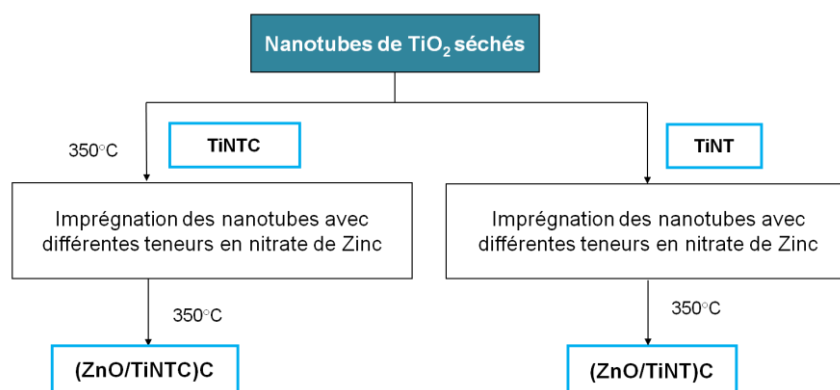 Nanotubes de TiO₂ séchés
350°C
TiNTC
TiNT
Imprégnation des nanotubes avec
différentes teneurs en nitrate de Zinc
Imprégnation des nanotubes avec
différentes teneurs en nitrate de Zinc
350°C
350°C
(ZnO/TiNTC)C
(ZnO/TiNT)C